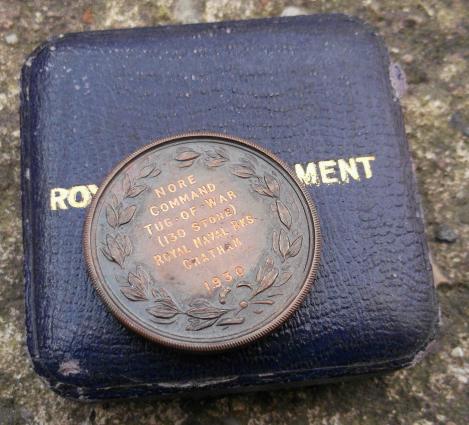 ROY MENT
NORE
COMMAND
TUG-OF-WAR
(130 STONE)
ROYAL NAVAL BKS.
CHATHAM
1930